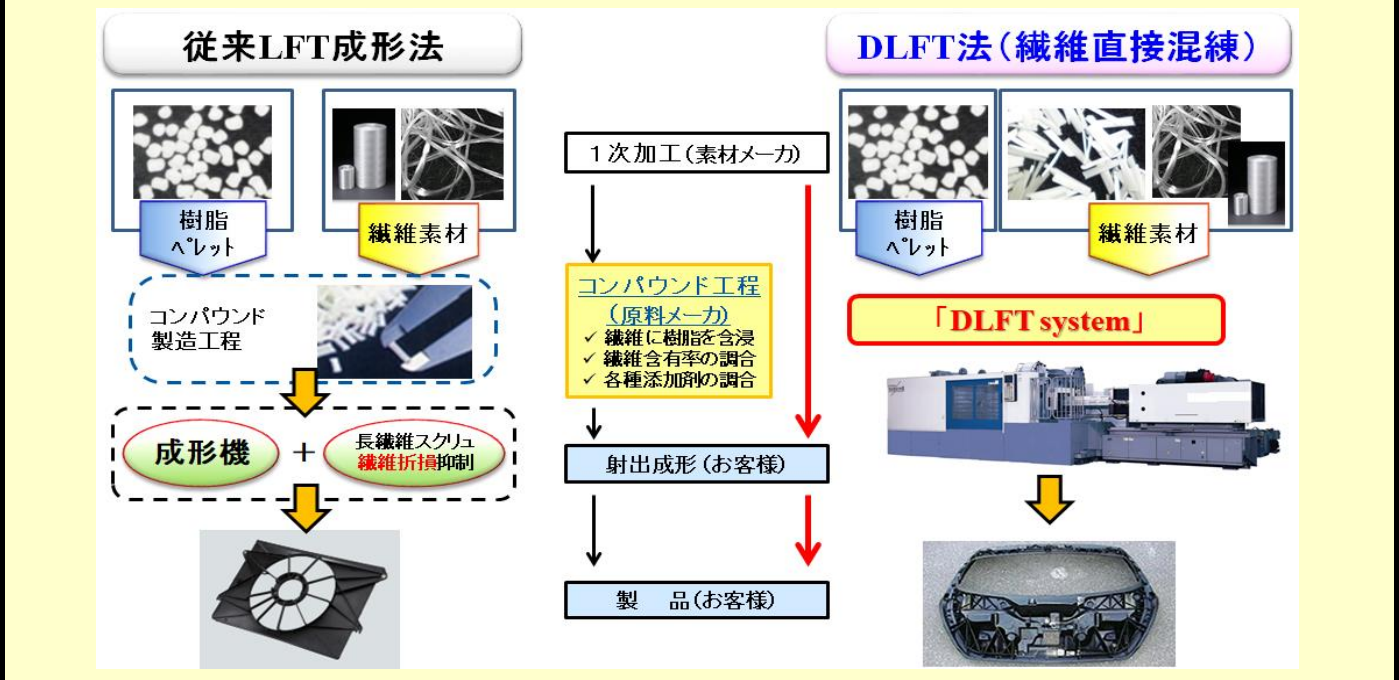 従来LFT成形法
樹脂
ペレット
繊維素材
コンパウンド
製造工程
成形機
+
長繊維スクリュ
繊維折損抑制
1次加工(素材メーカ)
コンパウンド工程
(原料メーカ)
✓ 繊維に樹脂を含浸
✓ 繊維含有率の調合
✓ 各種添加剤の調合
射出成形(お客様)
製 品(お客様)
DLFT法(繊維直接混練)
樹脂
ペレット
繊維素材
「DLFT system」